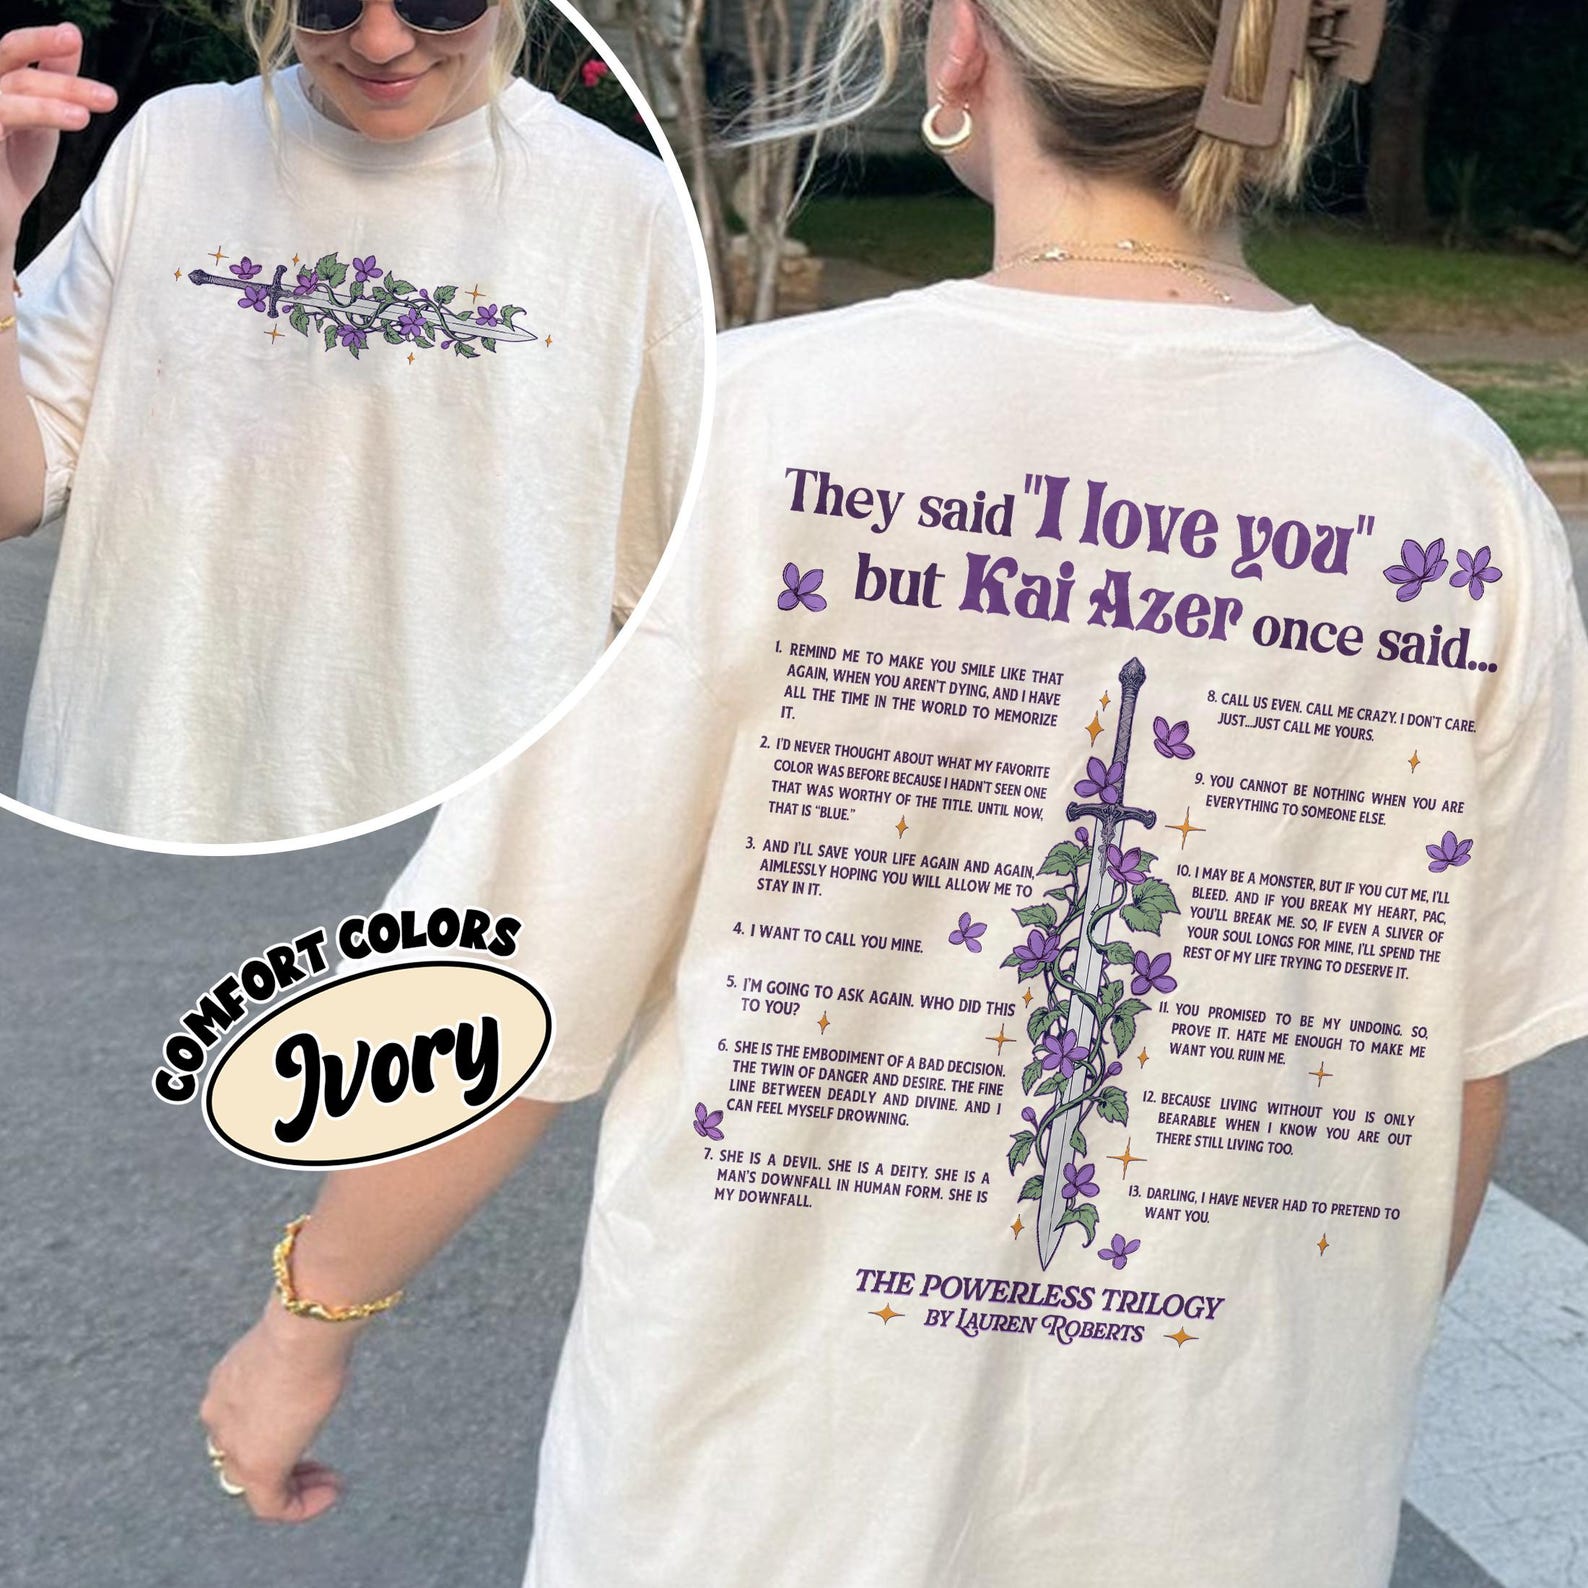 They said "I love you"
but Kai Azer once said...
1. REMIND ME TO MAKE YOU SMILE LIKE THAT
AGAIN, WHEN YOU AREN'T DYING, AND I HAVE
ALL THE TIME IN THE WORLD TO MEMORIZE
IT.
2. I'D NEVER THOUGHT ABOUT WHAT MY FAVORITE
COLOR WAS BEFORE BECAUSE I HADN'T SEEN ONE
THAT WAS WORTHY OF THE TITLE. UNTIL NOW,
THAT IS "BLUE."
3. AND I'LL SAVE YOUR LIFE AGAIN AND AGAIN,
AIMLESSLY HOPING YOU WILL ALLOW ME TO
STAY IN IT.
4. I WANT TO CALL YOU MINE.
5. I'M GOING TO ASK AGAIN. WHO DID THIS
TO YOU?
6. SHE IS THE EMBODIMENT OF A BAD DECISION.
THE TWIN OF DANGER AND DESIRE. THE FINE
LINE BETWEEN DEADLY AND DIVINE. AND I
CAN FEEL MYSELF DROWNING.
7. SHE IS A DEVIL. SHE IS A DEITY. SHE IS A
MAN'S DOWNFALL IN HUMAN FORM. SHE IS
MY DOWNFALL.
8. CALL US EVEN. CALL ME CRAZY. I DON'T CARE.
JUST...JUST CALL ME YOURS.
9. YOU CANNOT BE NOTHING WHEN YOU ARE
EVERYTHING TO SOMEONE ELSE.
10. I MAY BE A MONSTER, BUT IF YOU CUT ME, I'LL
BLEED. AND IF YOU BREAK MY HEART, PAC,
YOU'LL BREAK ME. SO, IF EVEN A SLIVER OF
YOUR SOUL LONGS FOR MINE, I'LL SPEND THE
REST OF MY LIFE TRYING TO DESERVE IT.
11. YOU PROMISED TO BE MY UNDOING. SO,
PROVE IT. HATE ME ENOUGH TO MAKE ME
WANT YOU. RUIN ME.
12. BECAUSE LIVING WITHOUT YOU IS ONLY
BEARABLE WHEN I KNOW YOU ARE OUT
THERE STILL LIVING TOO.
13. DARLING, I HAVE NEVER HAD TO PRETEND TO
WANT YOU.
THE POWERLESS TRILOGY
BY LAUREN ROBERTS
COMFORT COLORS
Ivory